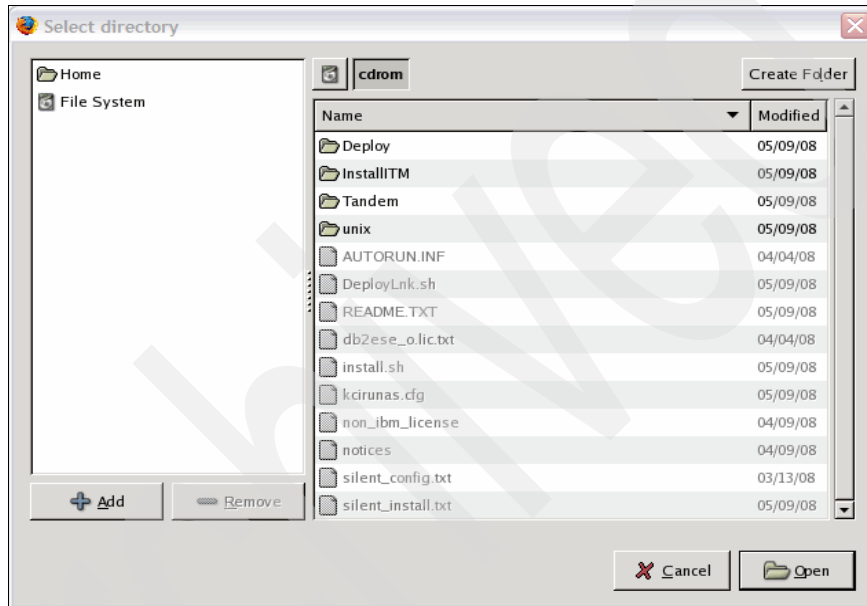 Select directory
Home
File System
cdrom
Create Folder
Name
Modified
Deploy 05/09/08
InstallITM 05/09/08
Tandem 05/09/08
unix 05/09/08
AUTORUN.INF 04/04/08
DeployLnk.sh 05/09/08
README.TXT 05/09/08
db2ese_o.lic.txt 04/04/08
install.sh 05/09/08
kcirunas.cfg 05/09/08
non_ibm_license 04/09/08
notices 04/09/08
silent_config.txt 03/13/08
silent_install.txt 05/09/08
Add
Remove
Cancel
Open